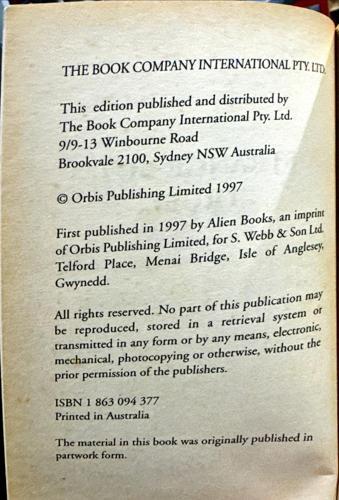 THE BOOK COMPANY INTERNATIONAL PTY. LTD.
This edition published and distributed by
The Book Company International Pty. Ltd.
9/9-13 Winbourne Road
Brookvale 2100, Sydney NSW Australia
© Orbis Publishing Limited 1997
First published in 1997 by Alien Books, an imprint
of Orbis Publishing Limited, for S. Webb & Son Ltd.
Telford Place, Menai Bridge, Isle of Anglesey,
Gwynedd.
All rights reserved. No part of this publication may
be reproduced, stored in a retrieval system or
transmitted in any form or by any means, electronic,
mechanical, photocopying or otherwise, without the
prior permission of the publishers.
ISBN 1 863 094 377
Printed in Australia
The material in this book was originally published in
partwork form.